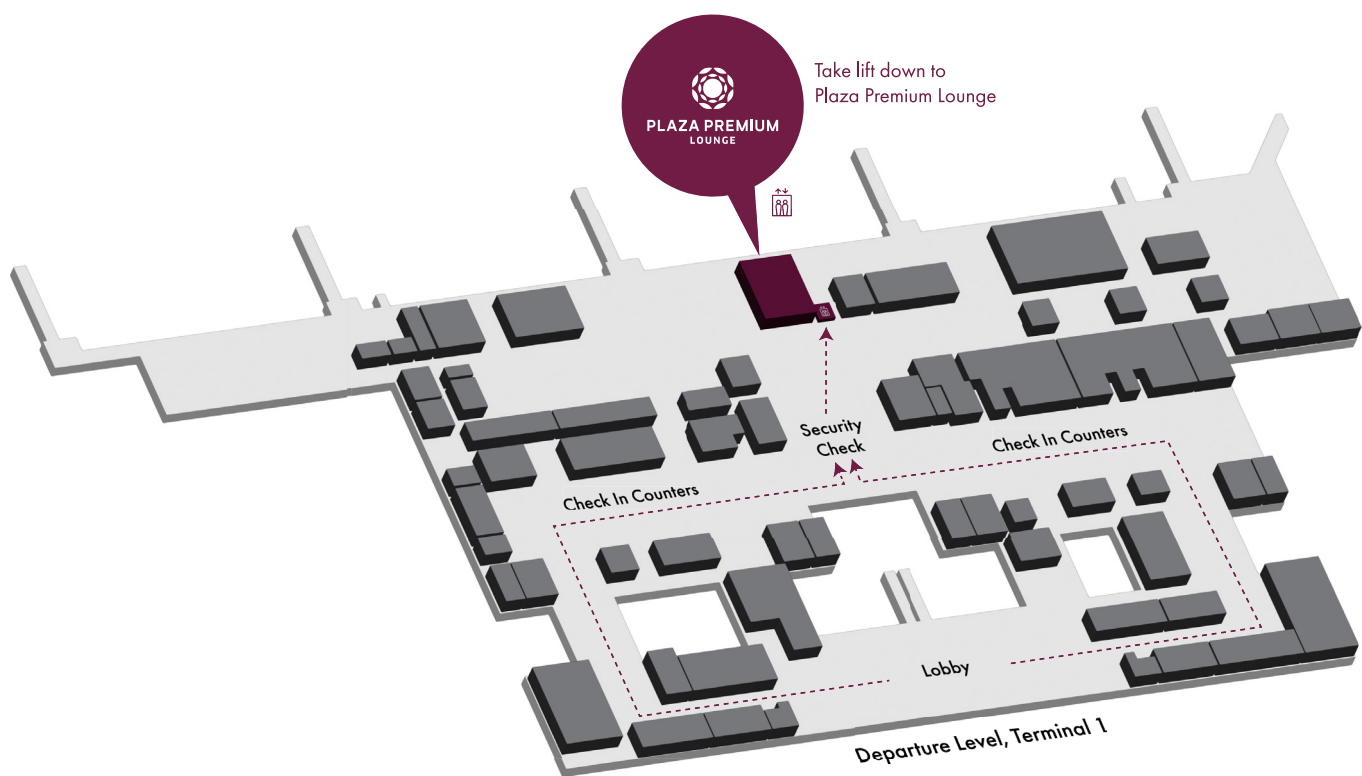 Take lift down to
Plaza Premium Lounge
PLAZA PREMIUM
LOUNGE
Security
Check
Check In Counters
Check In Counters
Lobby
Departure Level, Terminal 1